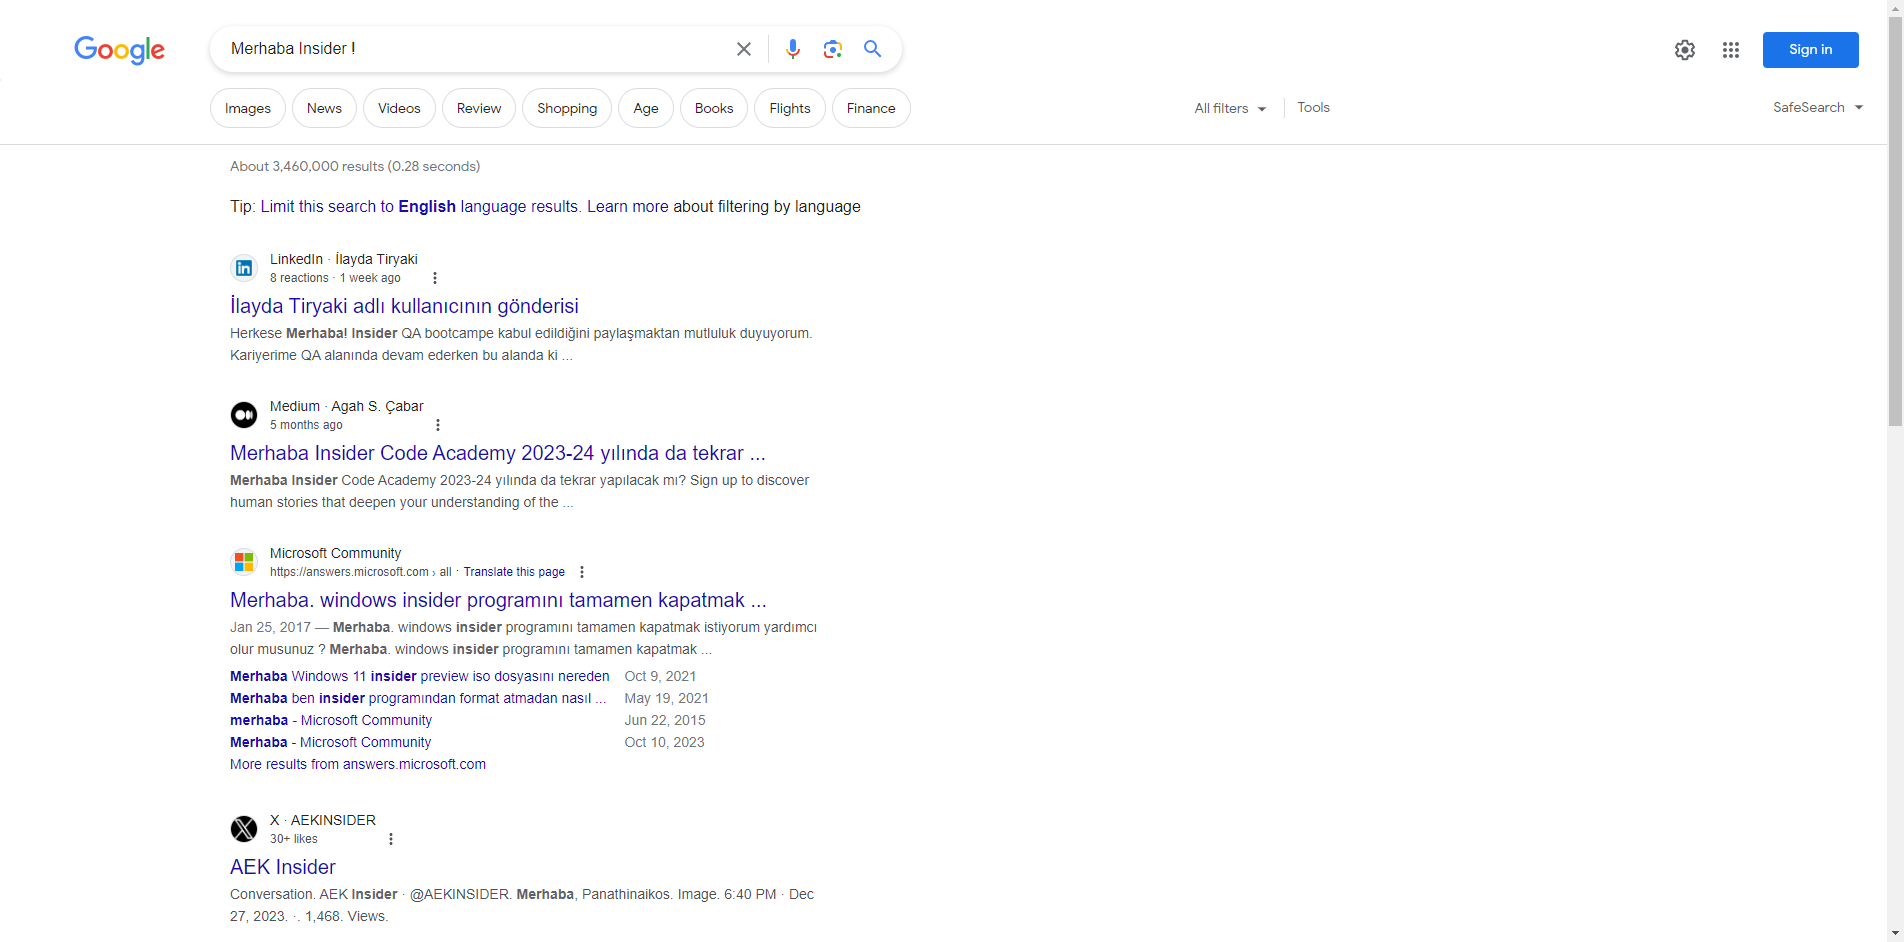 Google
Merhaba Insider !
Sign in
Images
News
Videos
Review
Shopping
Age
Books
Flights
Finance
All filters
Tools
SafeSearch
About 3,460,000 results (0.28 seconds)
Tip: Limit this search to English language results. Learn more about filtering by language
LinkedIn · İlayda Tiryaki
8 reactions · 1 week ago
İlayda Tiryaki adlı kullanıcının gönderisi
Herkese Merhaba! Insider QA bootcampe kabul edildiğini paylaşmaktan mutluluk duyuyorum.
Kariyerime QA alanında devam ederken bu alanda ki ...
Medium · Agah S. Çabar
5 months ago
Merhaba Insider Code Academy 2023-24 yılında da tekrar ...
Merhaba Insider Code Academy 2023-24 yılında da tekrar yapılacak mı? Sign up to discover
human stories that deepen your understanding of the ...
Microsoft Community
https://answers.microsoft.com › all · Translate this page
Merhaba. windows insider programını tamamen kapatmak ...
Jan 25, 2017 — Merhaba. windows insider programını tamamen kapatmak istiyorum yardımcı
olur musunuz ? Merhaba. windows insider programını tamamen kapatmak ...
Merhaba Windows 11 insider preview iso dosyasını nereden Oct 9, 2021
Merhaba ben insider programından format atmadan nasıl ... May 19, 2021
merhaba - Microsoft Community Jun 22, 2015
Merhaba - Microsoft Community Oct 10, 2023
More results from answers.microsoft.com
X · AEKINSIDER
30+ likes
AEK Insider
Conversation. AEK Insider · @AEKINSIDER. Merhaba, Panathinaikos. Image. 6:40 PM · Dec
27, 2023. ·. 1,468. Views.